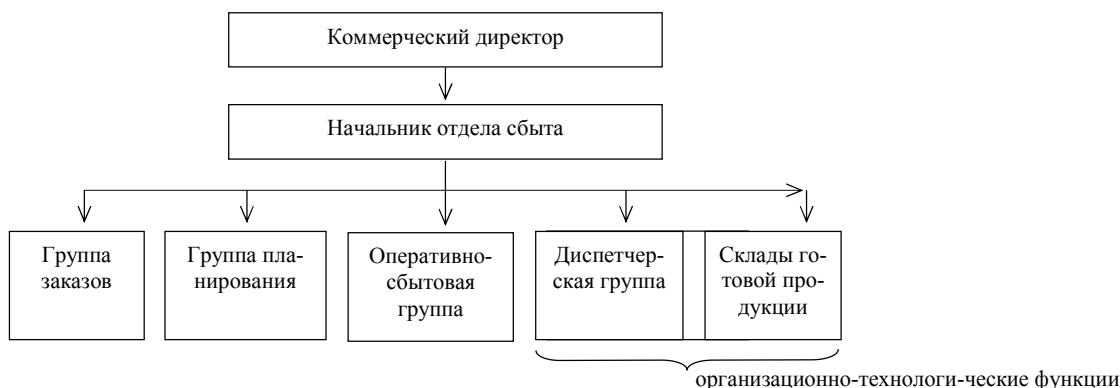 Коммерческий директор
Начальник отдела сбыта
Группа
заказов
Группа пла-
нирования
Оперативно-
сбытовая
группа
Диспетчер-
ская группа
Склады го-
товой про-
дукции
организационно-технологи-ческие функции